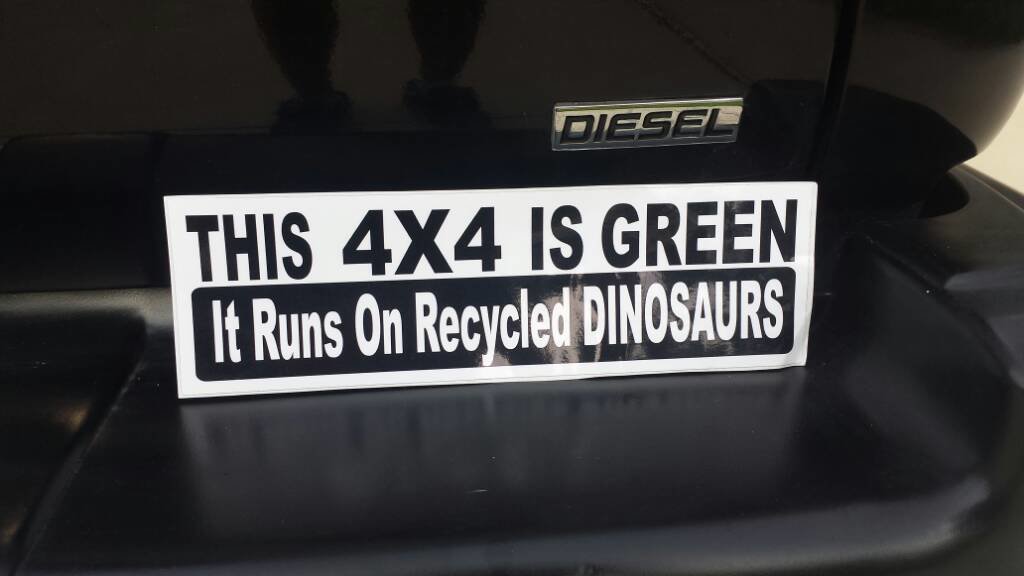 DIESEL
THIS 4X4 IS GREEN
It Runs On Recycled DINOSAURS